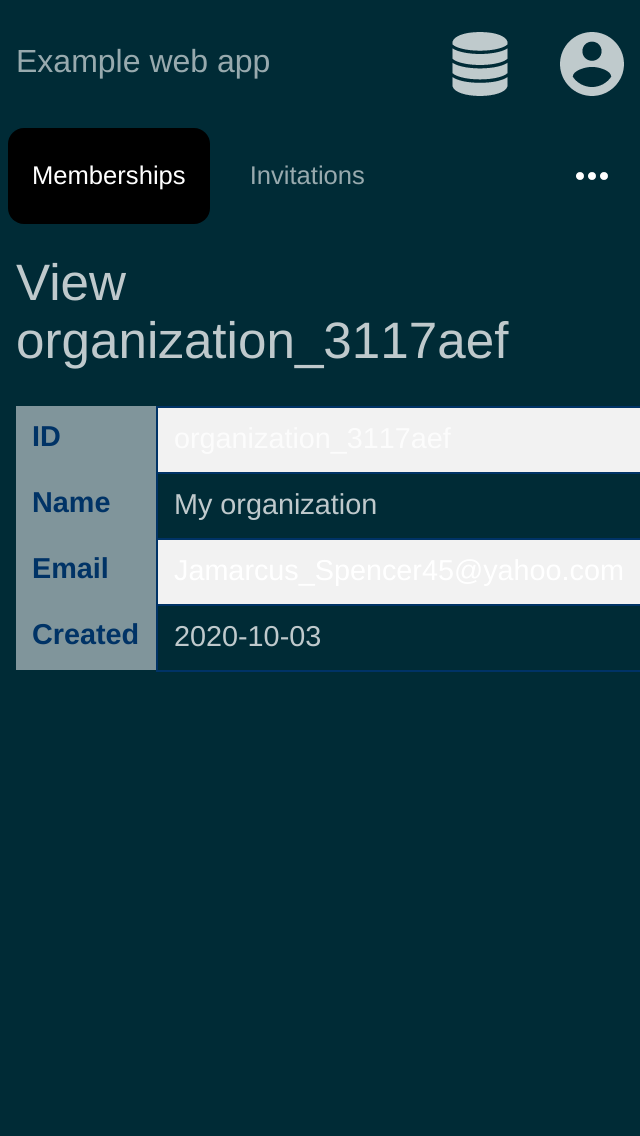 Example web app
Memberships Invitations
View
organization_3117aef
ID organization_3117aef
Name My organization
Email Jamarcus_Spencer45@yahoo.com
Created 2020-10-03